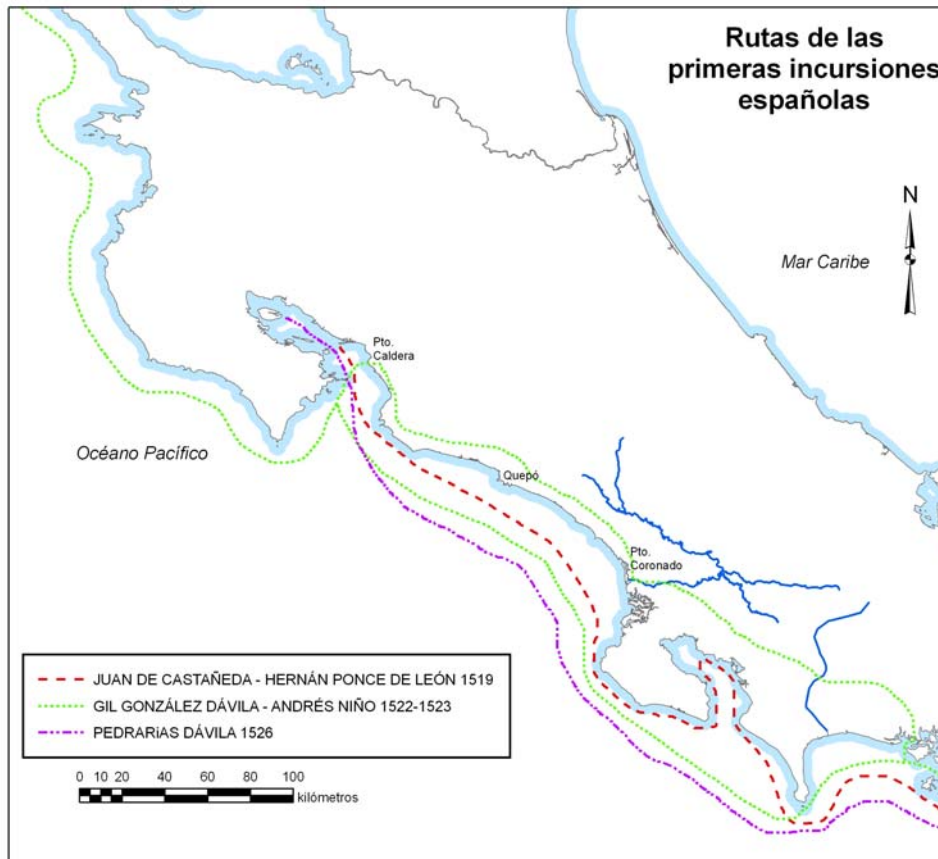 Rutas de las
primeras incursiones
españolas
N
Mar Caribe
Pto.
Caldera
Océano Pacífico
Quepó
Pto.
Coronado
JUAN DE CASTAÑEDA - HERNÁN PONCE DE LEÓN 1519
GIL GONZÁLEZ DÁVILA - ANDRÉS NIÑO 1522-1523
PEDRARiAS DÁVILA 1526
0 10 20 40 60 80 100
kilómetros